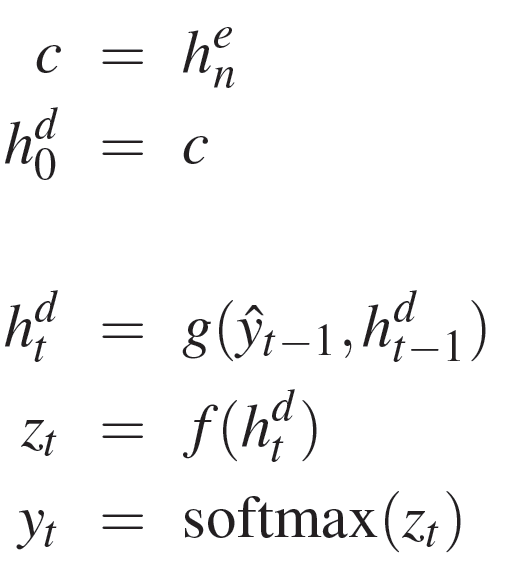 c = h_n^e
h_0^d = c
h_t^d = g(ŷ_{t−1}, h_{t−1}^d)
z_t = f(h_t^d)
y_t = softmax(z_t)